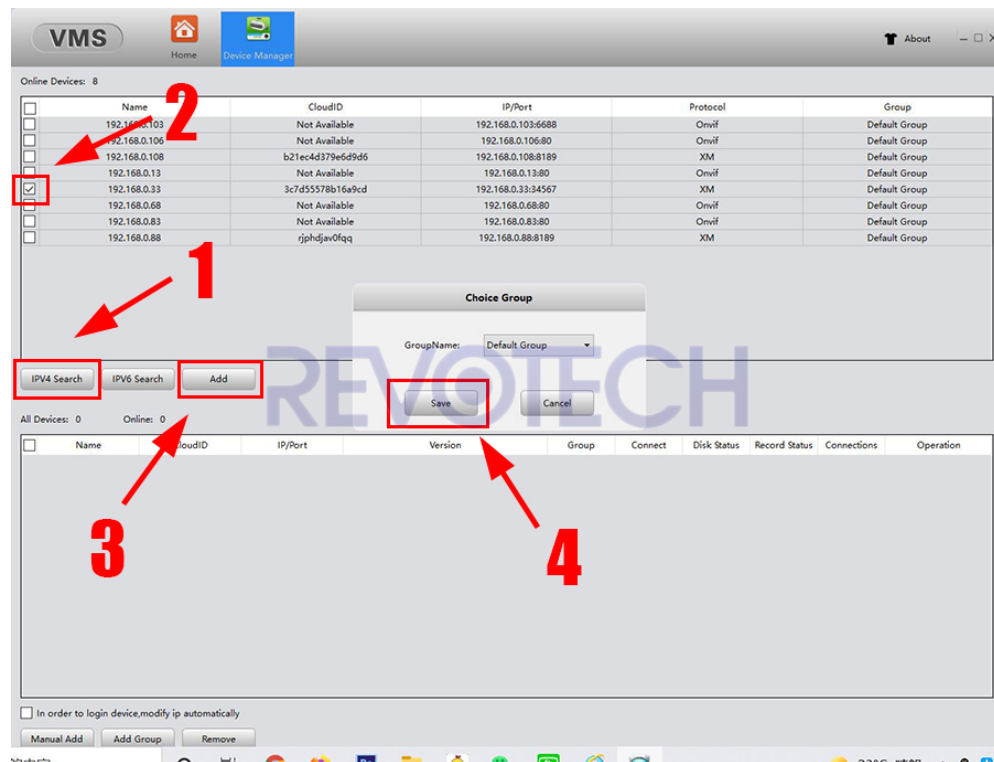 VMS Home Device Manager About
Online Devices: 8
Name CloudID IP/Port Protocol Group
192.168.0.103 Not Available 192.168.0.103:6688 Onvif Default Group
192.168.0.106 Not Available 192.168.0.106:80 Onvif Default Group
192.168.0.108 b21ec4d379e6d9d6 192.168.0.108:8189 XM Default Group
192.168.0.13 Not Available 192.168.0.13:80 Onvif Default Group
192.168.0.33 3c7d55578b16a9cd 192.168.0.33:34567 XM Default Group
192.168.0.68 Not Available 192.168.0.68:80 Onvif Default Group
192.168.0.83 Not Available 192.168.0.83:80 Onvif Default Group
192.168.0.88 rjphdjav0fqq 192.168.0.88:8189 XM Default Group
2
1
Choice Group
GroupName: Default Group
REVOTECH
IPV4 Search IPV6 Search Add
Save Cancel
All Devices: 0 Online: 0
Name CloudID IP/Port Version Group Connect Disk Status Record Status Connections Operation
3
4
In order to login device,modify ip automatically
Manual Add Add Group Remove